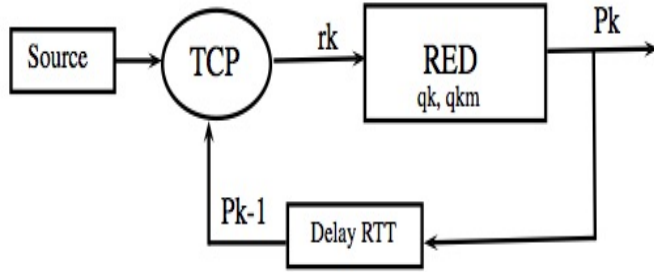 Source
TCP
rk
RED
qk, qkm
Pk
Pk-1
Delay RTT